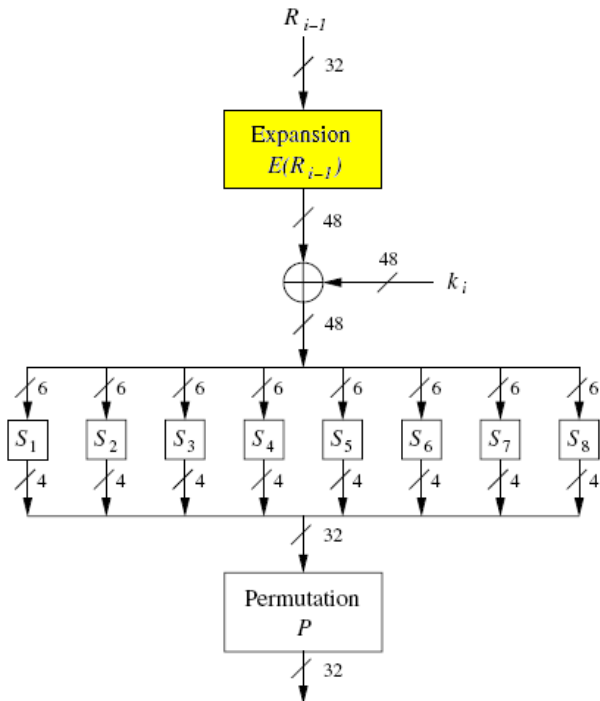 R i–1
32
Expansion
E(R i–1)
48
48
k i
48
6 6 6 6 6 6 6 6
S1 S2 S3 S4 S5 S6 S7 S8
4 4 4 4 4 4 4 4
32
Permutation
P
32